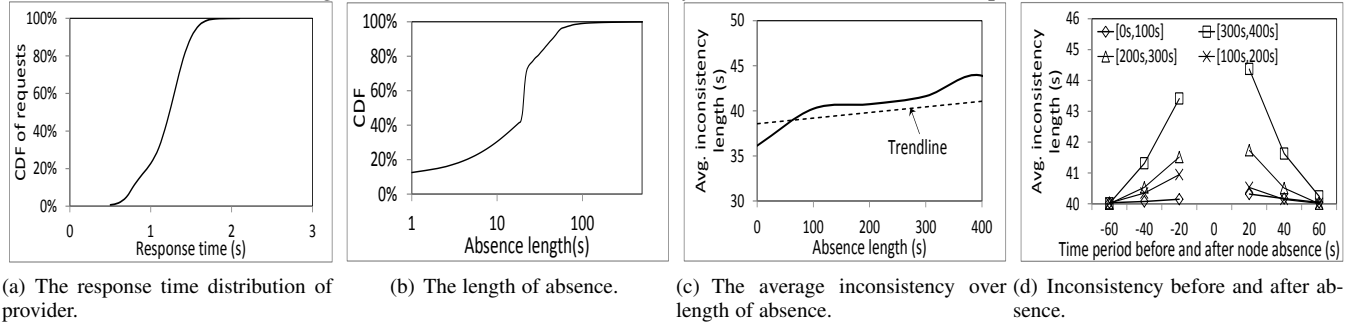 CDF of requests
100%
80%
60%
40%
20%
0%
0 1 2 3
Response time (s)
(a) The response time distribution of
provider.
CDF
100%
80%
60%
40%
20%
0%
1 10 100
Absence length(s)
(b) The length of absence.
Avg. inconsistency
length (s)
50
45
40
35
30
Trendline
0 100 200 300 400
Absence length (s)
(c) The average inconsistency over
length of absence.
Avg. inconsistency
length (s)
46
45
44
43
42
41
40
[0s,100s] [300s,400s]
[200s,300s] [100s,200s]
-60 -40 -20 0 20 40 60
Time period before and after node absence (s)
(d) Inconsistency before and after ab-
sence.